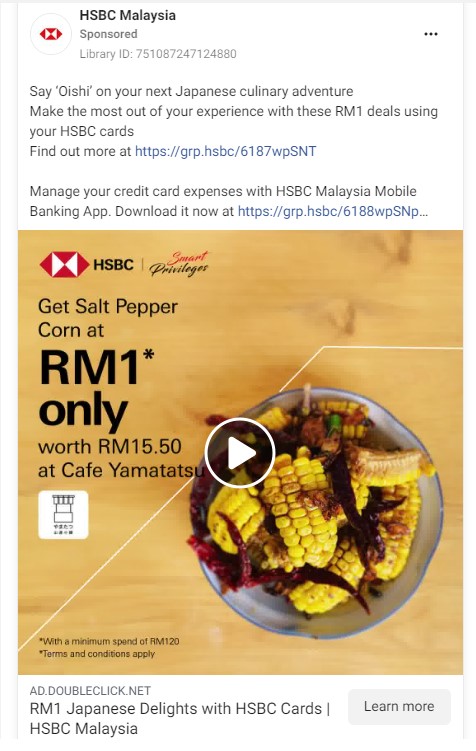 HSBC Malaysia
Sponsored
Library ID: 751087247124880
Say ‘Oishi’ on your next Japanese culinary adventure
Make the most out of your experience with these RM1 deals using
your HSBC cards
Find out more at https://grp.hsbc/6187wpSNT
Manage your credit card expenses with HSBC Malaysia Mobile
Banking App. Download it now at https://grp.hsbc/6188wpSNp...
HSBC | Smart Privileges
Get Salt Pepper
Corn at
RM1*
only
worth RM15.50
at Cafe Yamatatsu
やまたつ
*With a minimum spend of RM120
*Terms and conditions apply
AD.DOUBLECLICK.NET
RM1 Japanese Delights with HSBC Cards |
HSBC Malaysia
Learn more